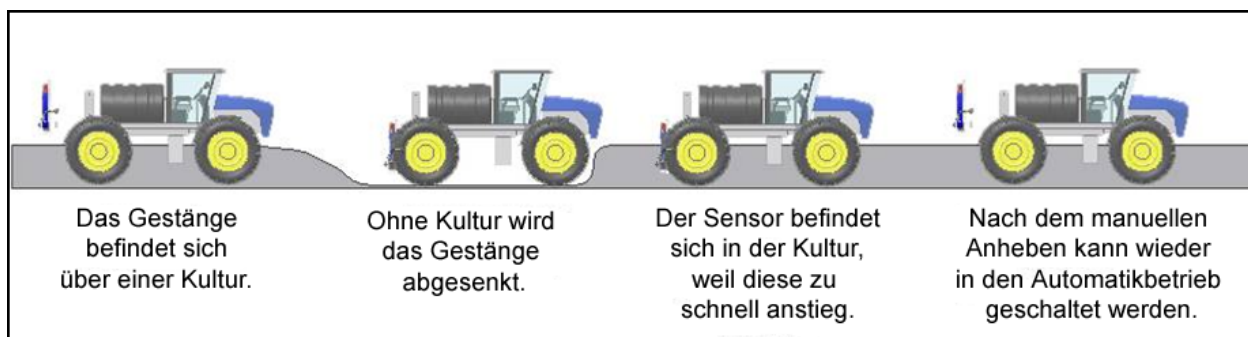 Das Gestänge
befindet sich
über einer Kultur.
Ohne Kultur wird
das Gestänge
abgesenkt.
Der Sensor befindet
sich in der Kultur,
weil diese zu
schnell anstieg.
Nach dem manuellen
Anheben kann wieder
in den Automatikbetrieb
geschaltet werden.